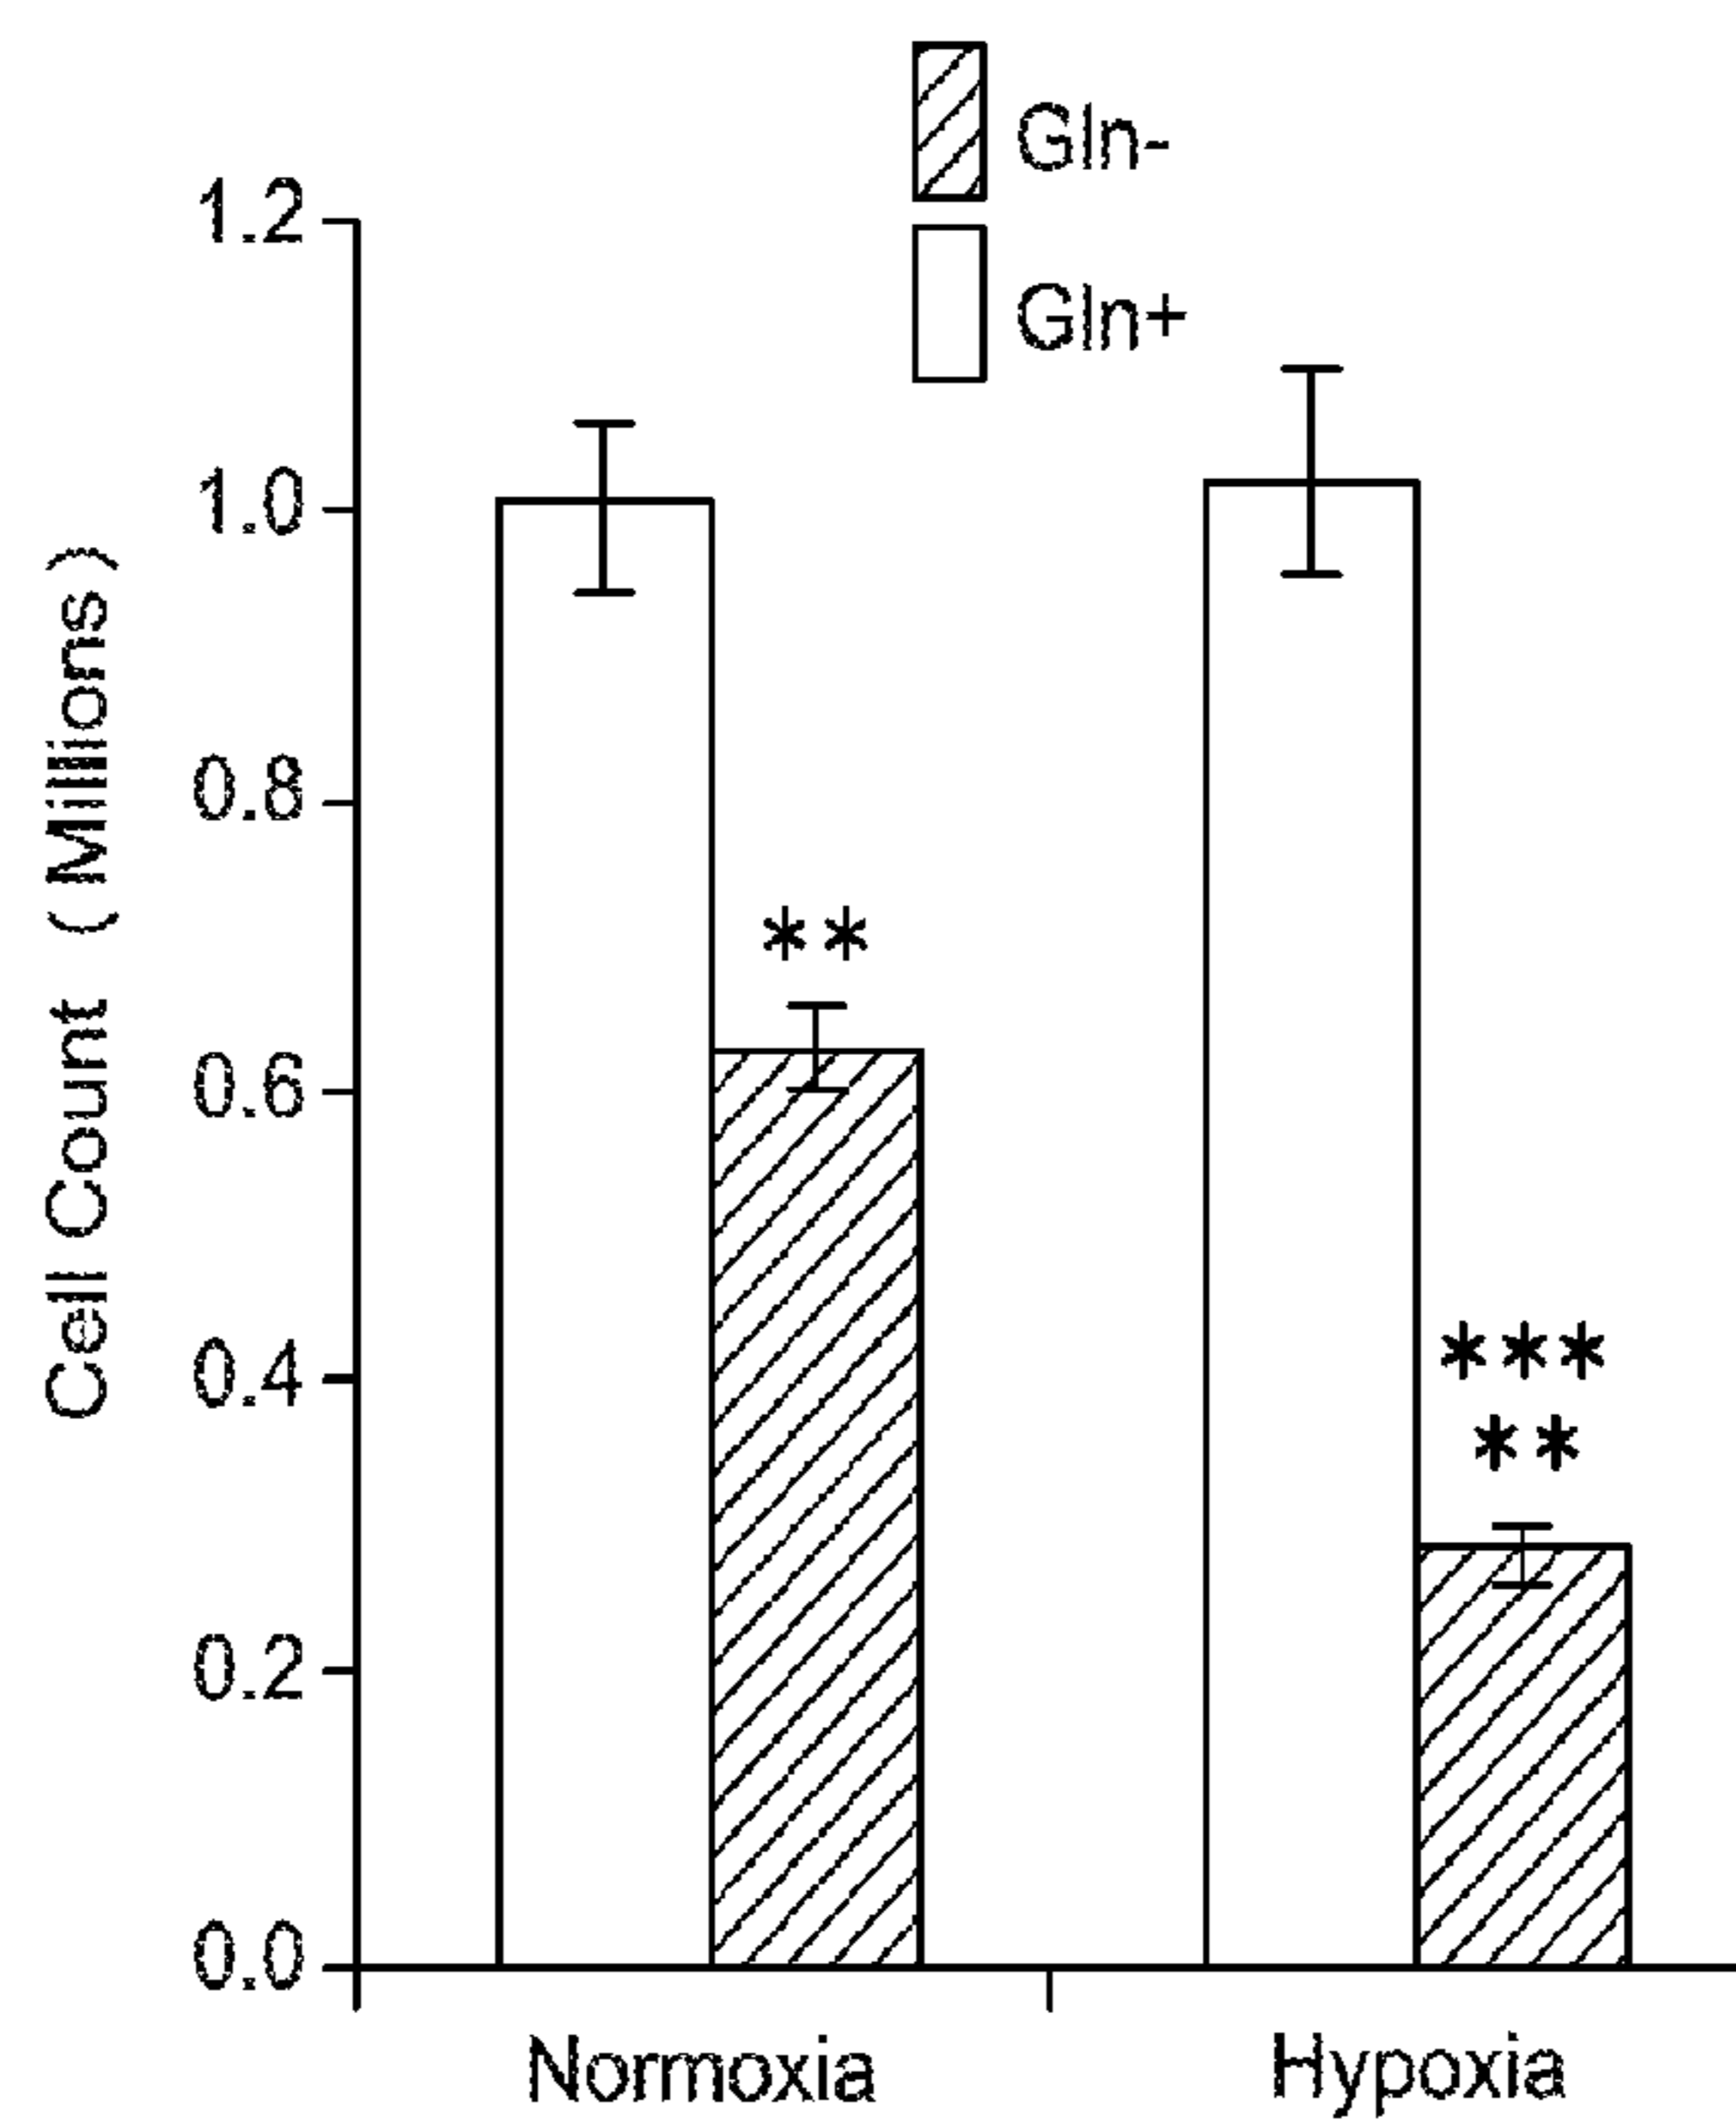 Gln-
Gln+
1.2
1.0
0.8
0.6
0.4
0.2
0.0
Cell Count (Millions)
**
***
**
Normoxia
Hypoxia